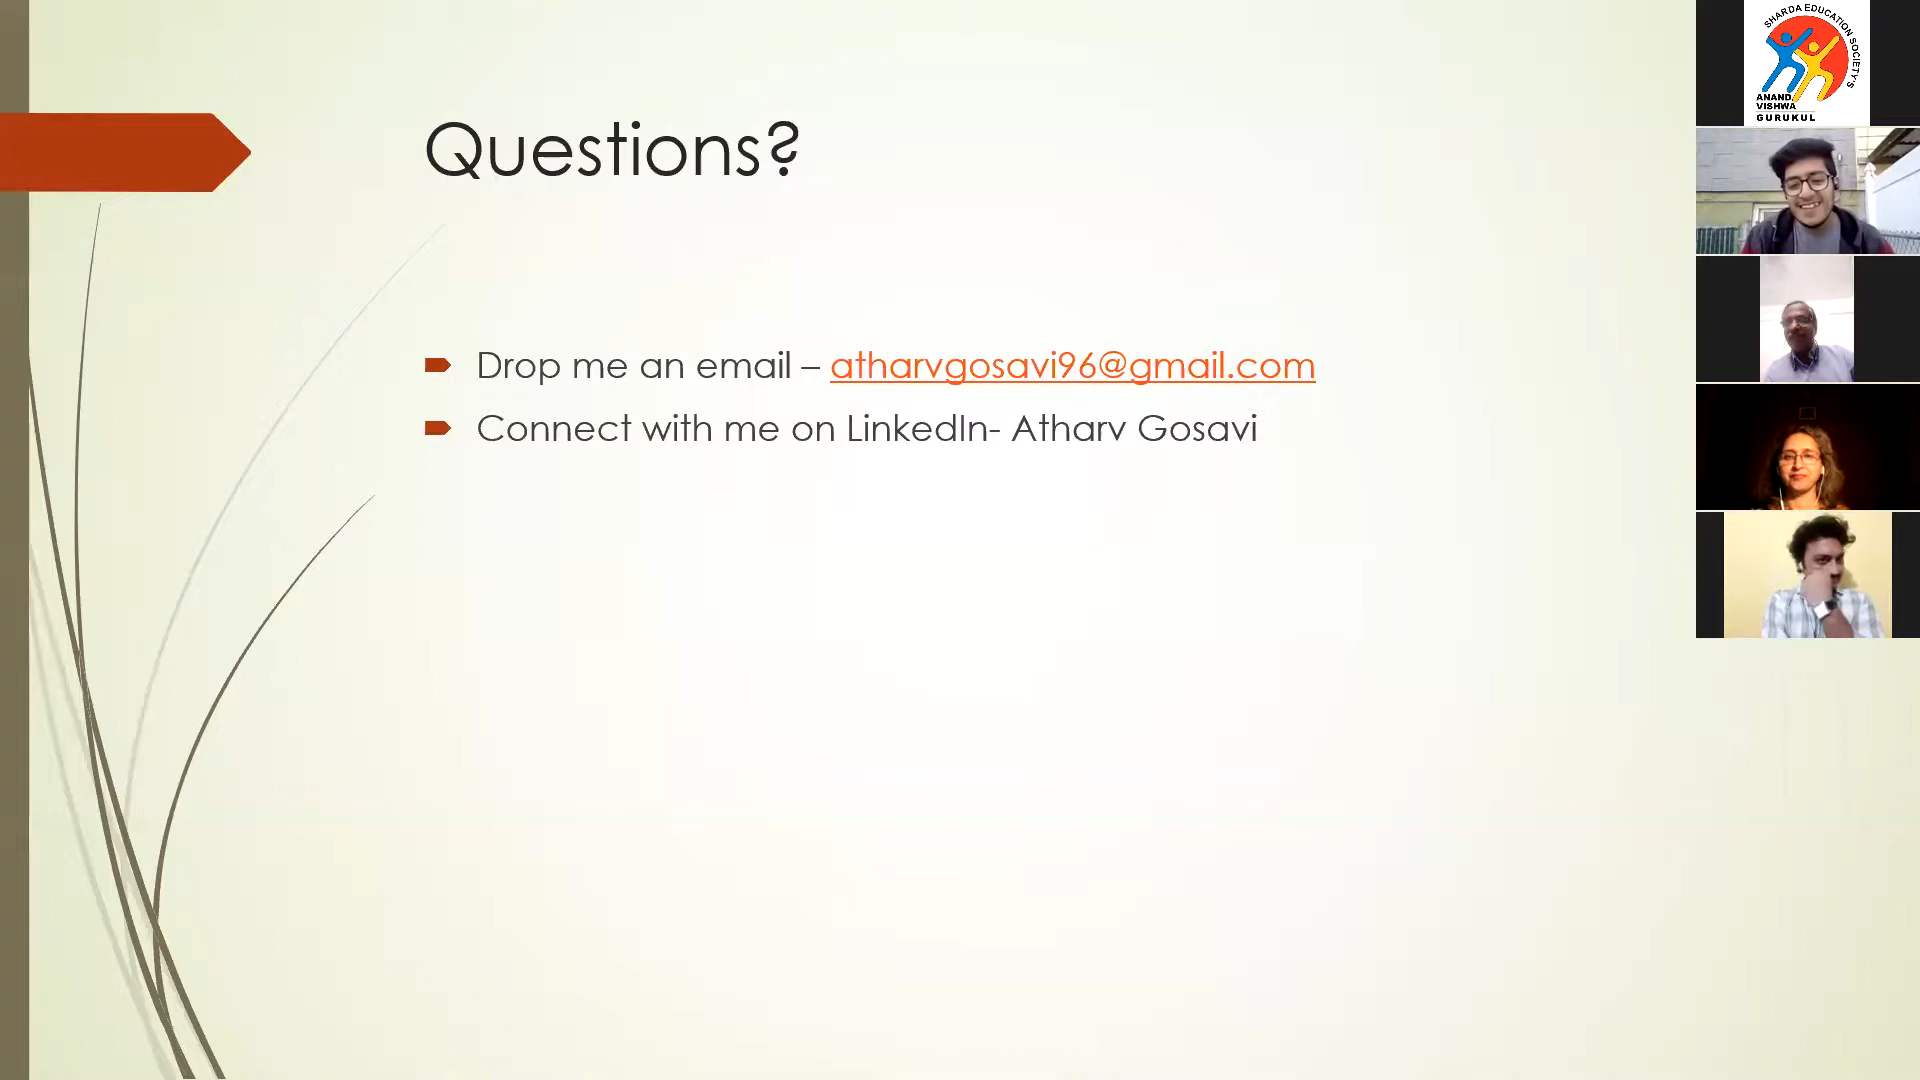 Questions?
Drop me an email – atharvgosavi96@gmail.com
Connect with me on LinkedIn- Atharv Gosavi
SHARDA EDUCATION SOCIETY'S
ANAND
VISHWA
GURUKUL